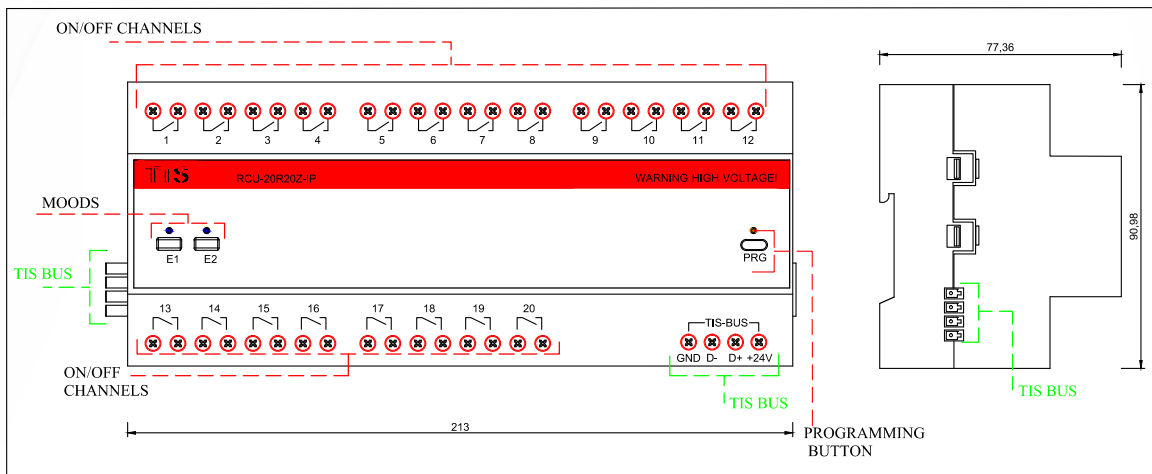 ON/OFF CHANNELS
77,36
1 2 3 4 5 6 7 8 9 10 11 12
TIS RCU-20R20Z-IP WARNING HIGH VOLTAGE!
MOODS
E1 E2 PRG
TIS BUS
90,98
13 14 15 16 17 18 19 20
TIS-BUS
GND D- D+ +24V
ON/OFF
CHANNELS
TIS BUS
TIS BUS
213
PROGRAMMING
BUTTON